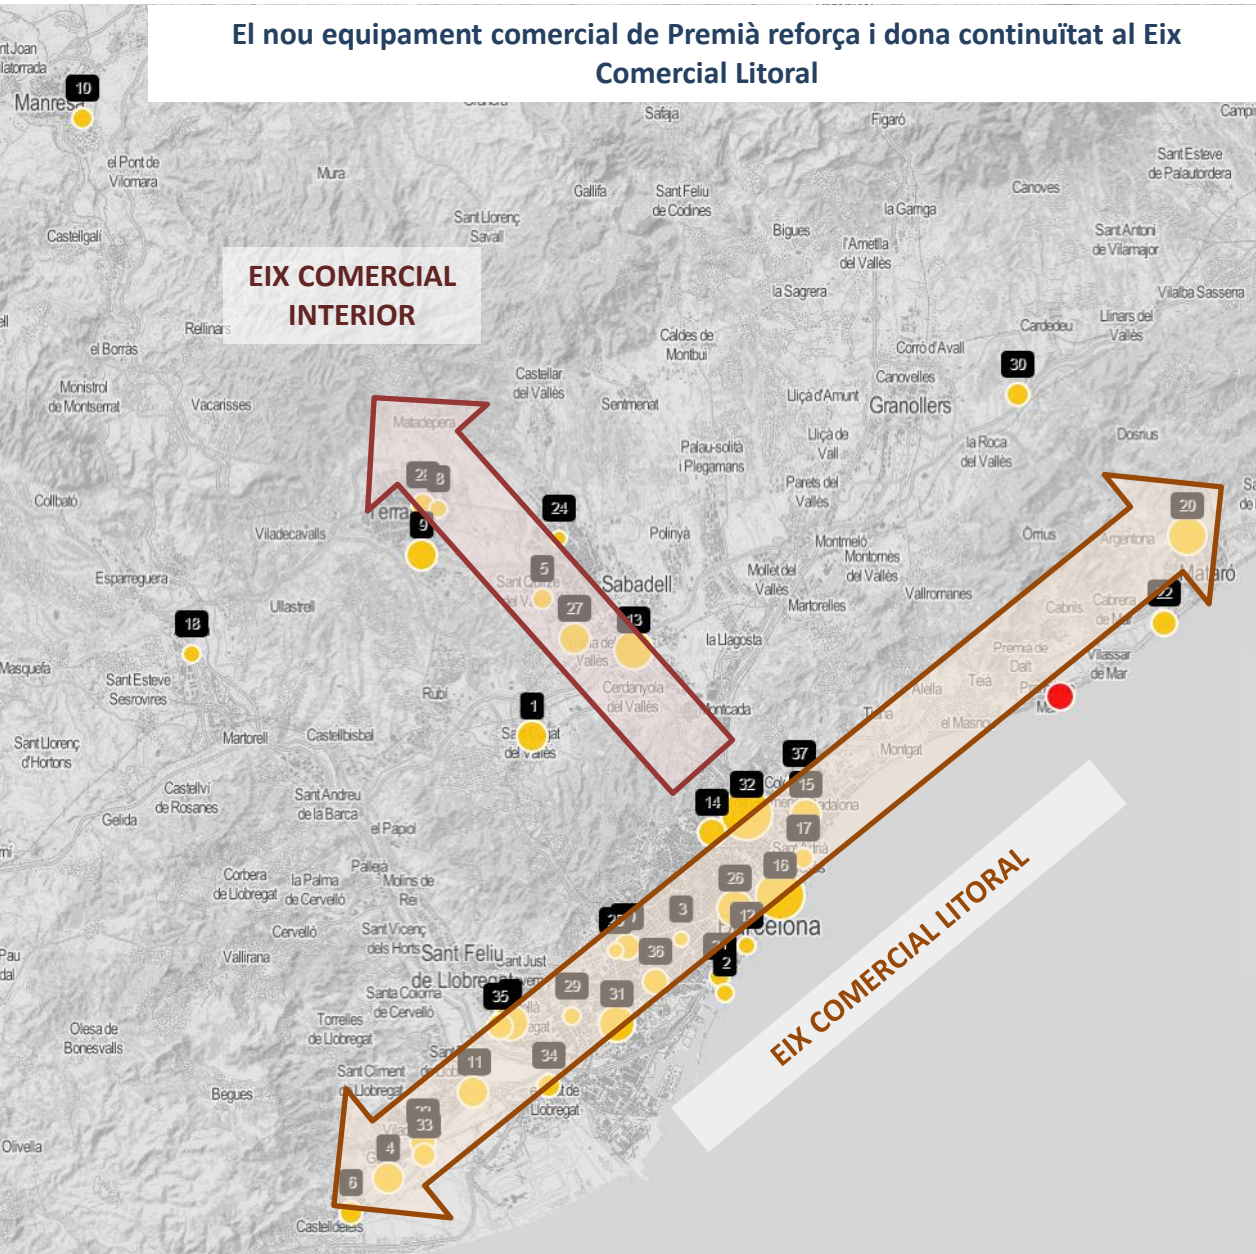 El nou equipament comercial de Premià reforça i dona continuïtat al Eix
Comercial Litoral
10
Manresa
Safaja
Figaró
el Pont de
Vilomara
Mura
Sant Esteve
de Palautordera
Gallifa
Sant Feliu
de Codines
Cànoves
la Garriga
Castellgalí
Sant Llorenç
Savall
Bigues
Sant Antoni
de Vilamajor
l'Ametlla
del Vallès
EIX COMERCIAL
INTERIOR
la Sagrera
Vilalba Sasserra
Rellinars
Llinars del
Vallès
Cardedeu
el Borràs
Caldes de
Montbui
Corró d'Avall
30
Monistrol
de Montserrat
Vacarisses
Castellar
del Vallès
Sentmenat
Canovelles
Lliçà d'Amunt
Granollers
Matadepera
Palau-solità
i Plegamans
Lliçà de
Vall
la Roca
del Vallès
Dosrius
8
Parets del
Vallès
Collbató
9
24
20
Viladecavalls
Polinyà
Montmeló
Òrrius
Argentona
Montornès
del Vallès
Esparreguera
5
Sabadell
Mollet del
Vallès
Ullastrell
27
13
Martorelles
Vallromanes
22
Cabrils
Cabrera
de Mar
18
la Llagosta
Masquefa
Sant Esteve
Sesrovires
Rubí
Cerdanyola
del Vallès
Premià de
Dalt
Vilassar
de Mar
Teià
Alella
1
Montcada
Martorell
Castellbisbal
Tiana
el Masnou
Sant Llorenç
d'Hortons
Montgat
37
Castellví
de Rosanes
Sant Andreu
de la Barca
32
15
14
Gelida
el Papiol
17
Pallejà
16
Corbera
de Llobregat
la Palma
de Cervelló
Molins de
Rei
26
3
12
Barcelona
Cervelló
Sant Vicenç
dels Horts
Vallirana
Sant Feliu
de Llobregat
Sant Just
36
2
29
31
35
Santa Coloma
de Cervelló
Torrelles
de Llobregat
Olesa de
Bonesvalls
34
11
Sant Climent
de Llobregat
Begues
Llobregat
33
Olivella
4
6
Castelldefels
EIX COMERCIAL LITORAL